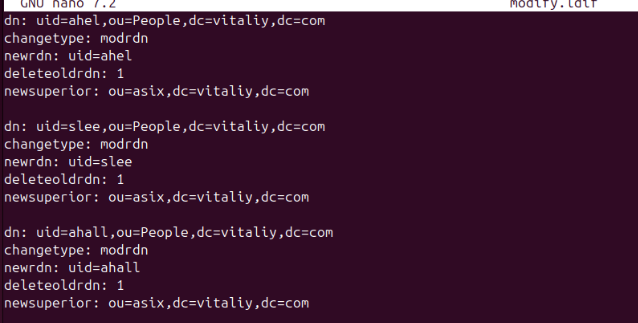 GNU nano 7.2 Modify.ldif
dn: uid=ahel,ou=People,dc=vitaliy,dc=com
changetype: modrdn
newrdn: uid=ahel
deleteoldrdn: 1
newsuperior: ou=asix,dc=vitaliy,dc=com
dn: uid=slee,ou=People,dc=vitaliy,dc=com
changetype: modrdn
newrdn: uid=slee
deleteoldrdn: 1
newsuperior: ou=asix,dc=vitaliy,dc=com
dn: uid=ahall,ou=People,dc=vitaliy,dc=com
changetype: modrdn
newrdn: uid=ahall
deleteoldrdn: 1
newsuperior: ou=asix,dc=vitaliy,dc=com